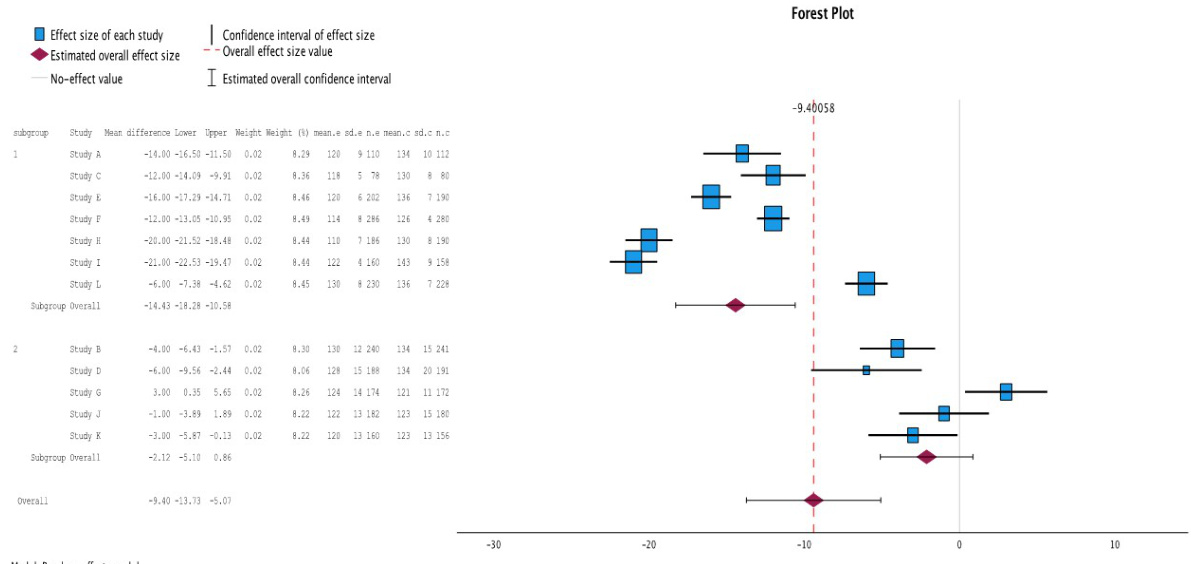 Forest Plot
Effect size of each study
Confidence interval of effect size
Estimated overall effect size
Overall effect size value
No-effect value
Estimated overall confidence interval
-9.40058
subgroup Study Mean difference Lower Upper Weight Weight (%) mean.e sd.e n.e mean.c sd.c n.c
1 Study A -14.00 -16.50 -11.50 0.02 8.29 120 9 110 134 10 112
Study C -12.00 -14.09 -9.91 0.02 8.36 118 5 78 130 8 80
Study E -16.00 -17.29 -14.71 0.02 8.46 120 6 202 136 7 190
Study F -12.00 -13.05 -10.95 0.02 8.49 114 8 286 126 4 280
Study H -20.00 -21.52 -18.48 0.02 8.44 110 7 186 130 8 190
Study I -21.00 -22.53 -19.47 0.02 8.44 122 4 160 143 9 158
Study L -6.00 -7.38 -4.62 0.02 8.45 130 8 230 136 7 228
Subgroup Overall -14.43 -18.28 -10.58
2 Study B -4.00 -6.43 -1.57 0.02 8.30 130 12 240 134 15 241
Study D -6.00 -9.56 -2.44 0.02 8.06 128 15 188 134 20 191
Study G 3.00 0.35 5.65 0.02 8.26 124 14 174 121 11 172
Study J -1.00 -3.89 1.89 0.02 8.22 122 13 182 123 15 180
Study K -3.00 -5.87 -0.13 0.02 8.22 120 13 160 123 13 156
Subgroup Overall -2.12 -5.10 0.86
Overall -9.40 -13.73 -5.07
-30 -20 -10 0 10